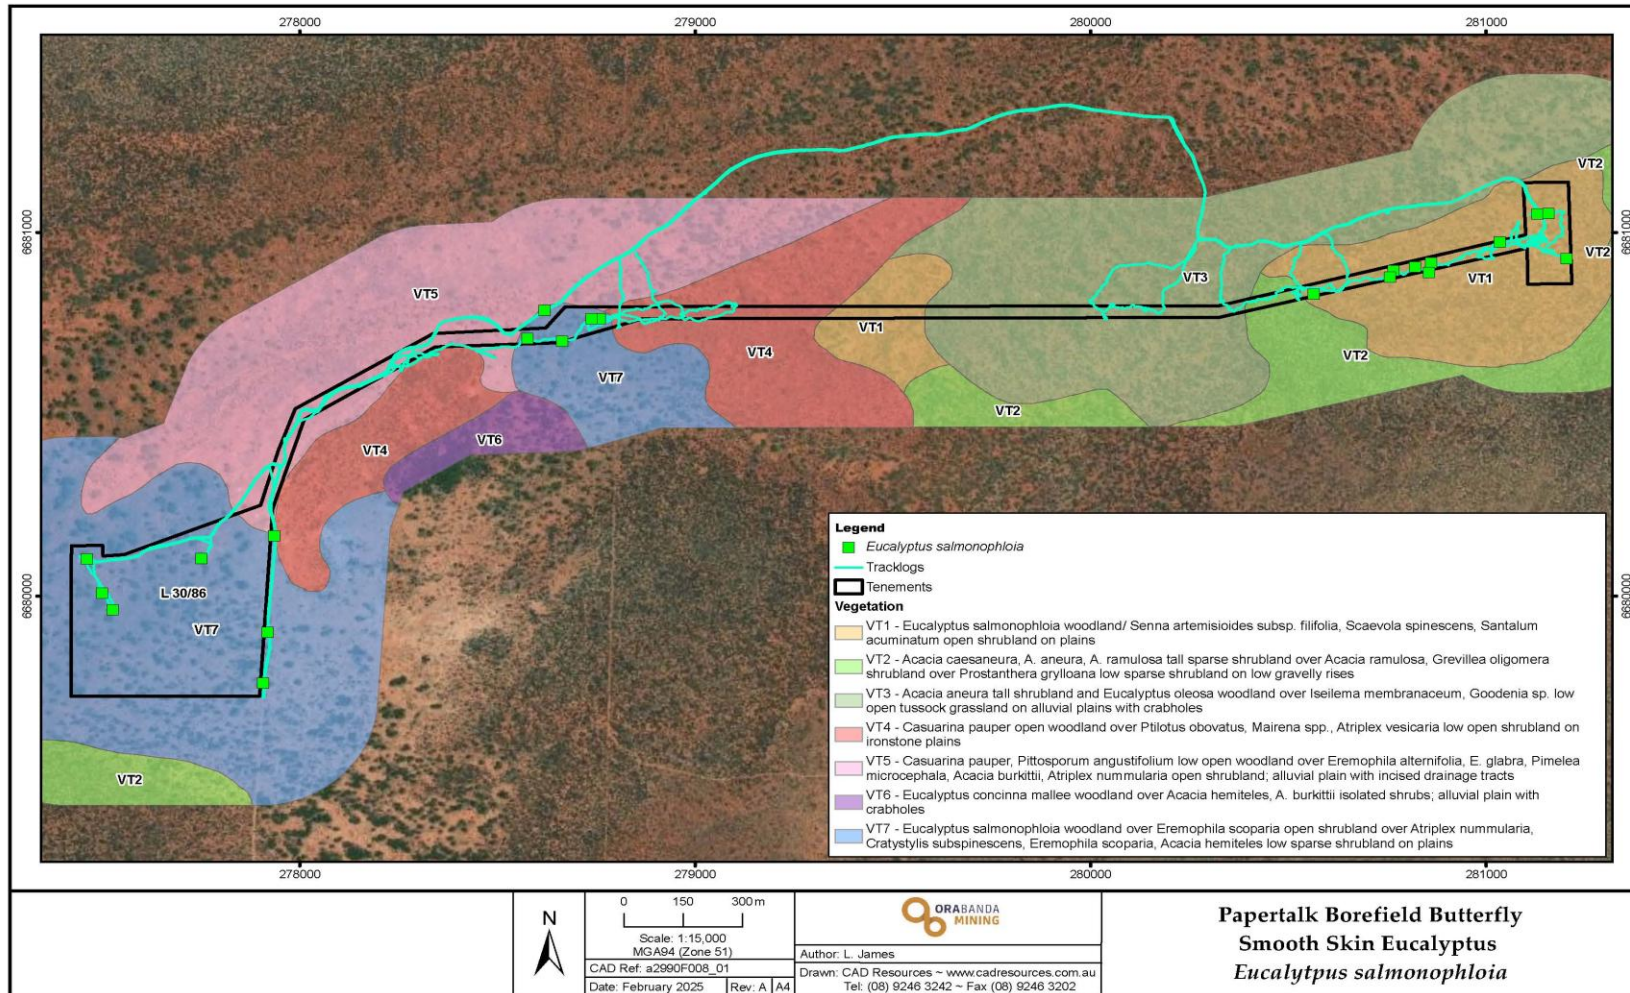 278000
279000
280000
281000
6681000
6681000
6680000
6680000
VT2
VT2
VT3
VT1
VT5
VT1
VT4
VT2
VT7
VT2
VT6
VT4
L 30/86
VT7
VT2
Legend
Eucalyptus salmonophloia
Tracklogs
Tenements
Vegetation
VT1 - Eucalyptus salmonophloia woodland/ Senna artemisioides subsp. filifolia, Scaevola spinescens, Santalum
acuminatum open shrubland on plains
VT2 - Acacia caesaneura, A. aneura, A. ramulosa tall sparse shrubland over Acacia ramulosa, Grevillea oligomera
shrubland over Prostanthera grylloana low sparse shrubland on low gravelly rises
VT3 - Acacia aneura tall shrubland and Eucalyptus oleosa woodland over Iseilema membranaceum, Goodenia sp. low
open tussock grassland on alluvial plains with crabholes
VT4 - Casuarina pauper open woodland over Ptilotus obovatus, Mairena spp., Atriplex vesicaria low open shrubland on
ironstone plains
VT5 - Casuarina pauper, Pittosporum angustifolium low open woodland over Eremophila alternifolia, E. glabra, Pimelea
microcephala, Acacia burkittii, Atriplex nummularia open shrubland; alluvial plain with incised drainage tracts
VT6 - Eucalyptus concinna mallee woodland over Acacia hemiteles, A. burkittii isolated shrubs; alluvial plain with
crabholes
VT7 - Eucalyptus salmonophloia woodland over Eremophila scoparia open shrubland over Atriplex nummularia,
Cratystylis subspinescens, Eremophila scoparia, Acacia hemiteles low sparse shrubland on plains
278000
279000
280000
281000
N
0 150 300 m
Scale: 1:15,000
MGA94 (Zone 51)
CAD Ref: a2990F008_01
Date: February 2025 Rev: A A4
ORABANDA
MINING
Author: L. James
Drawn: CAD Resources ~ www.cadresources.com.au
Tel: (08) 9246 3242 ~ Fax (08) 9246 3202
Papertalk Borefield Butterfly
Smooth Skin Eucalyptus
Eucalytpus salmonophloia